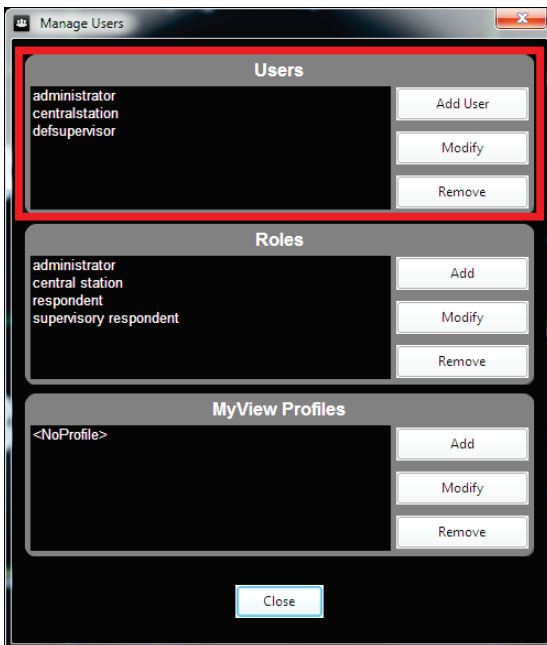 Manage Users
x
Users
administrator
centralstation
defsupervisor
Add User
Modify
Remove
Roles
administrator
central station
respondent
supervisory respondent
Add
Modify
Remove
MyView Profiles
<NoProfile>
Add
Modify
Remove
Close